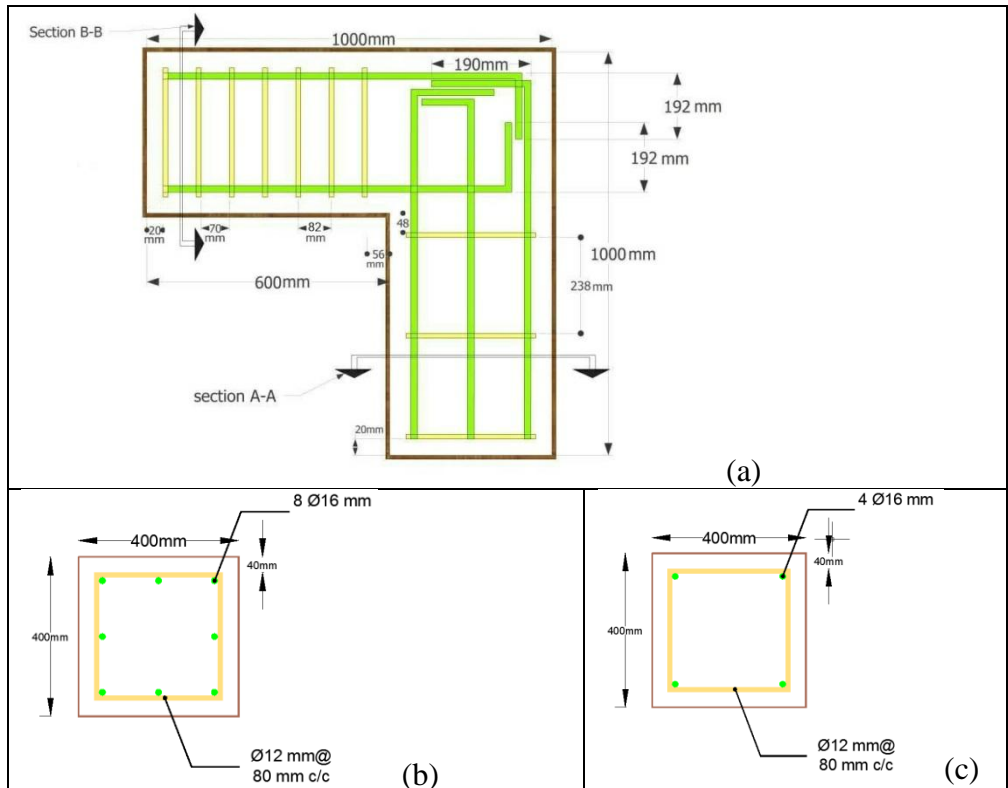 Section B-B
1000mm
190mm
192 mm
192 mm
20
mm
70
mm
82
mm
56
mm
48
600mm
1000mm
238mm
section A-A
20mm
(a)
8 Ø16 mm
400mm
40mm
400mm
Ø12 mm@
80 mm c/c
(b)
4 Ø16 mm
400mm
40mm
400mm
Ø12 mm@
80 mm c/c
(c)